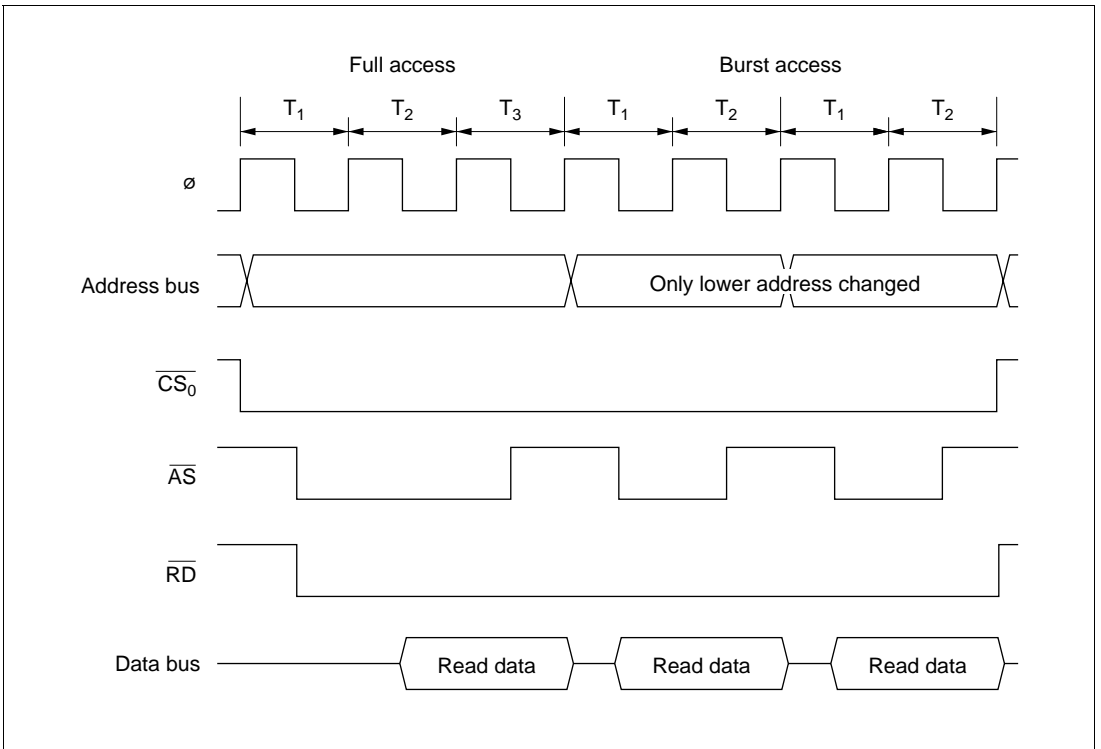 Full access Burst access
T1 T2 T3 T1 T2 T1 T2
ø
Address bus Only lower address changed
CS0
AS
RD
Data bus Read data Read data Read data